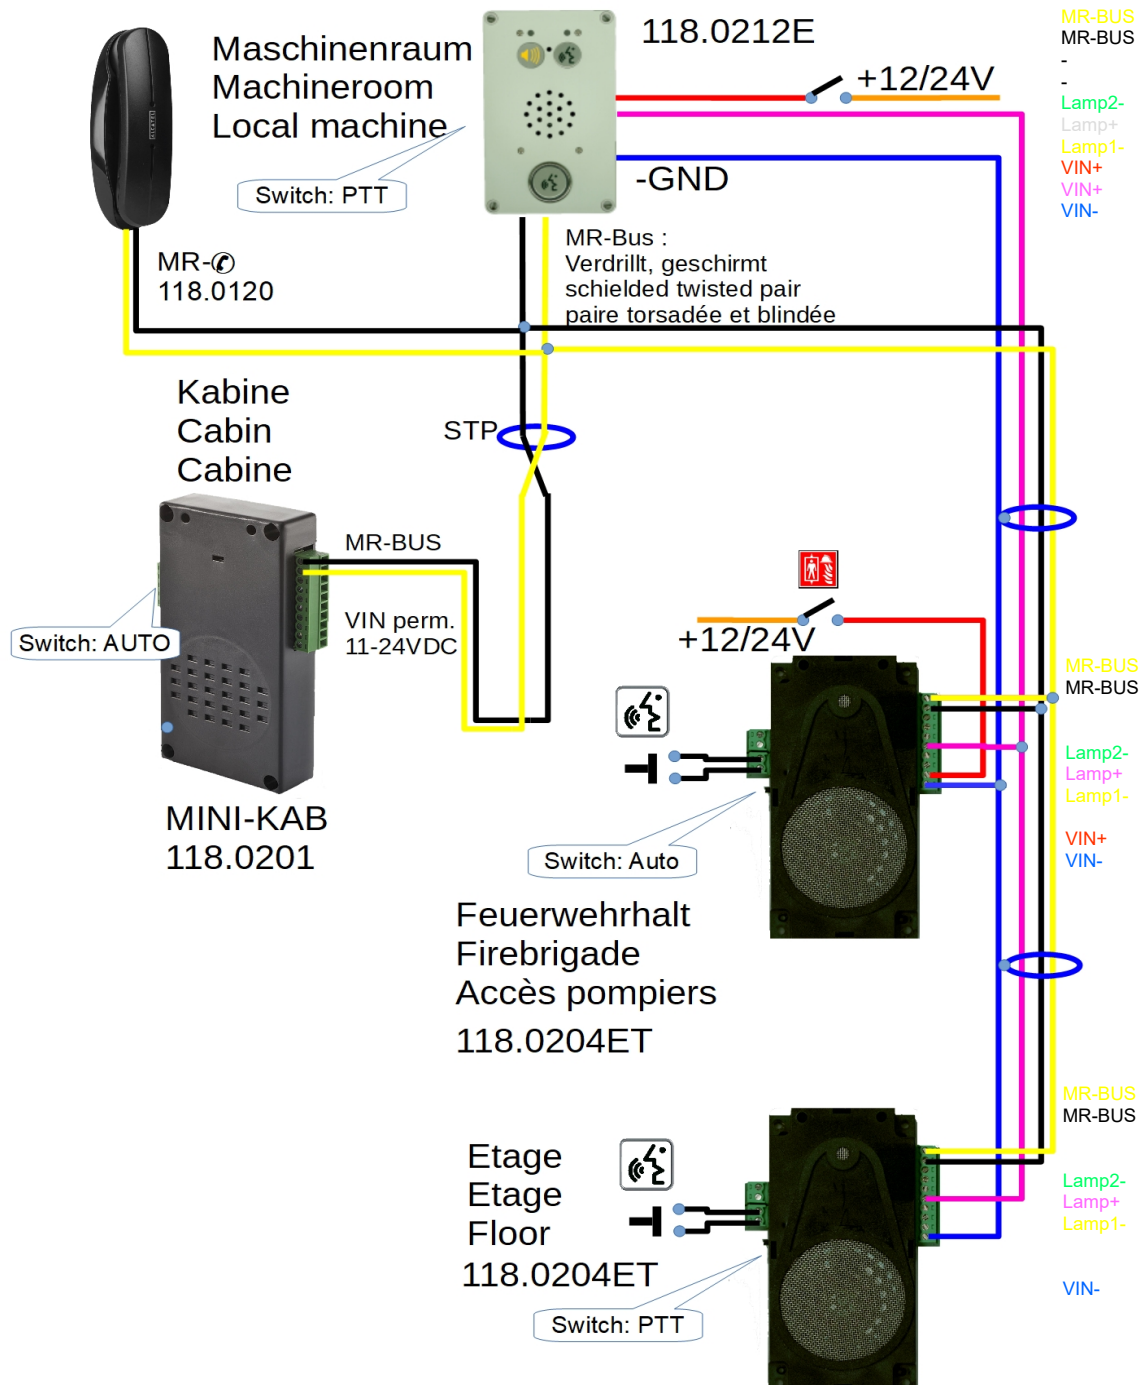 Maschinenraum
Machineroom
Local machine
Switch: PTT
118.0212E
+12/24V
-GND
MR-BUS
MR-BUS
-
-
Lamp2-
Lamp+
Lamp1-
VIN+
VIN+
VIN-
MR-✆
118.0120
MR-Bus :
Verdrillt, geschirmt
schielded twisted pair
paire torsadée et blindée
Kabine
Cabin
Cabine
STP
MR-BUS
VIN perm.
11-24VDC
Switch: AUTO
MINI-KAB
118.0201
+12/24V
MR-BUS
MR-BUS
Lamp2-
Lamp+
Lamp1-
VIN+
VIN-
Switch: Auto
Feuerwehrhalt
Firebrigade
Accès pompiers
118.0204ET
MR-BUS
MR-BUS
Lamp2-
Lamp+
Lamp1-
VIN-
Etage
Etage
Floor
118.0204ET
Switch: PTT